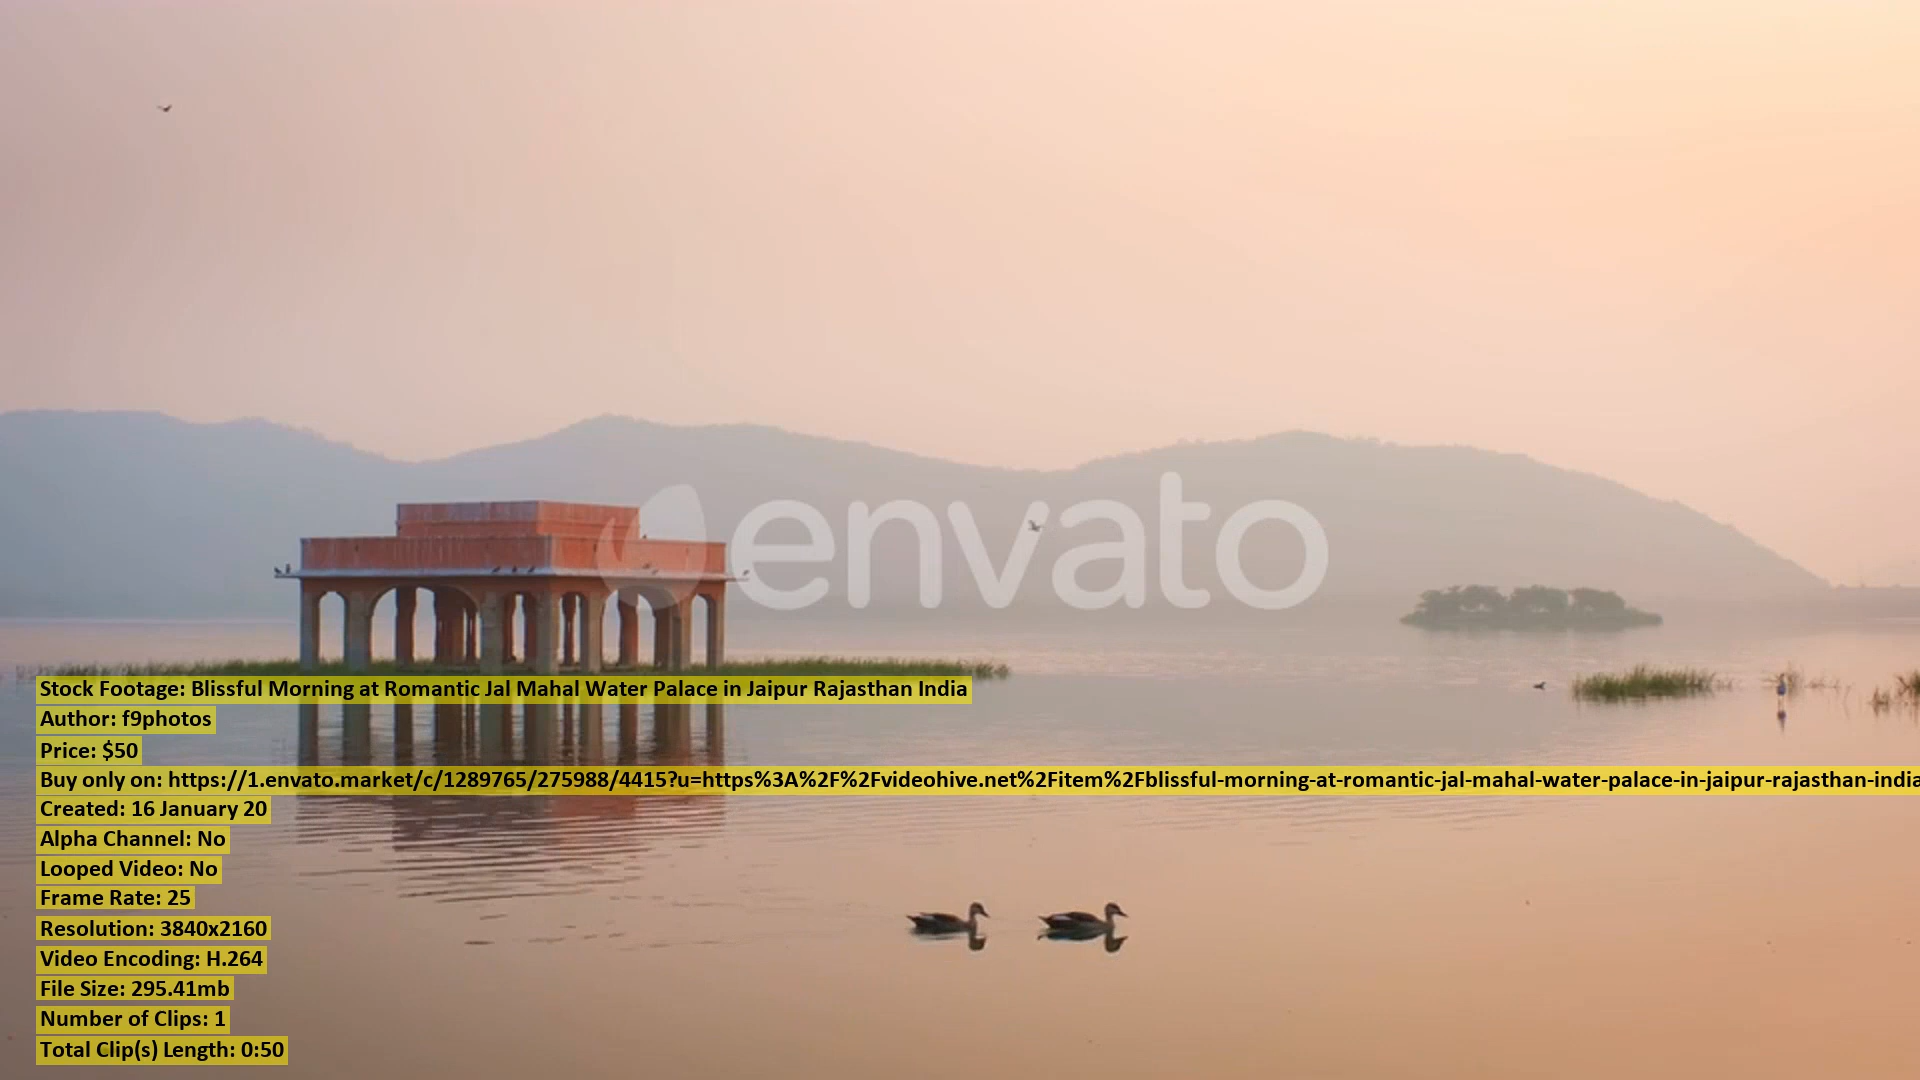 envato
Stock Footage: Blissful Morning at Romantic Jal Mahal Water Palace in Jaipur Rajasthan India
Author: f9photos
Price: $50
Buy only on: https://1.envato.market/c/1289765/275988/4415?u=https%3A%2F%2Fvideohive.net%2Fitem%2Fblissful-morning-at-romantic-jal-mahal-water-palace-in-jaipur-rajasthan-india
Created: 16 January 20
Alpha Channel: No
Looped Video: No
Frame Rate: 25
Resolution: 3840x2160
Video Encoding: H.264
File Size: 295.41mb
Number of Clips: 1
Total Clip(s) Length: 0:50